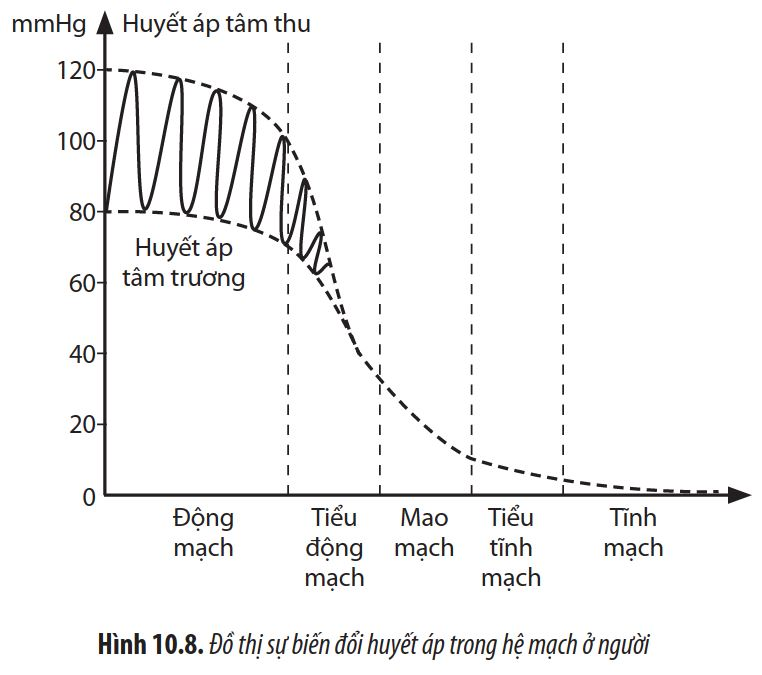 mmHg
Huyết áp tâm thu
120
100
80
Huyết áp
tâm trương
60
40
20
0
Động
mạch
Tiểu
động
mạch
Mao
mạch
Tiểu
tĩnh
mạch
Tĩnh
mạch
Hình 10.8. Đồ thị sự biến đổi huyết áp trong hệ mạch ở người